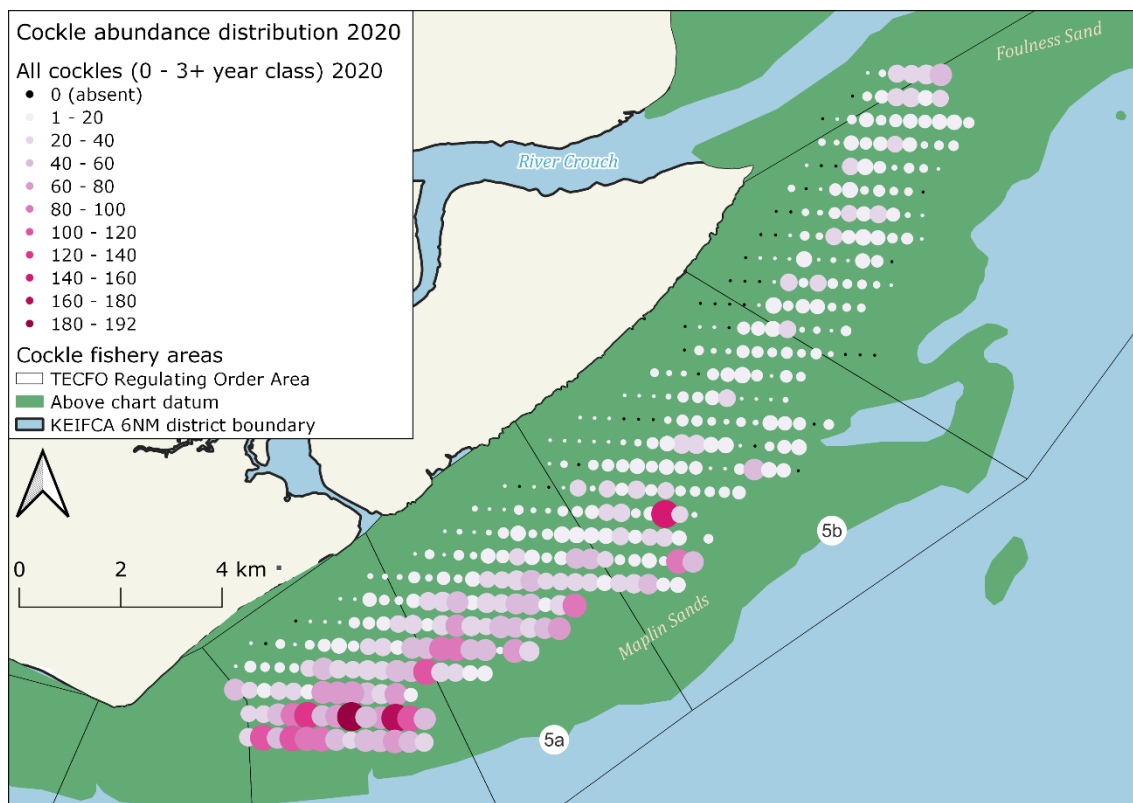 Cockle abundance distribution 2020
All cockles (0 - 3+ year class) 2020
0 (absent)
1 - 20
20 - 40
40 - 60
60 - 80
80 - 100
100 - 120
120 - 140
140 - 160
160 - 180
180 - 192
Cockle fishery areas
TECFO Regulating Order Area
Above chart datum
KEIFCA 6NM district boundary
0 2 4 km
Foulness Sand
River Crouch
5b
Maplin Sands
5a